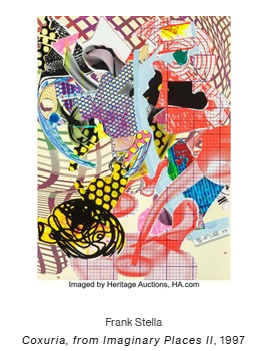 Imaged by Heritage Auctions, HA.com
Frank Stella
Coxuria, from Imaginary Places II, 1997